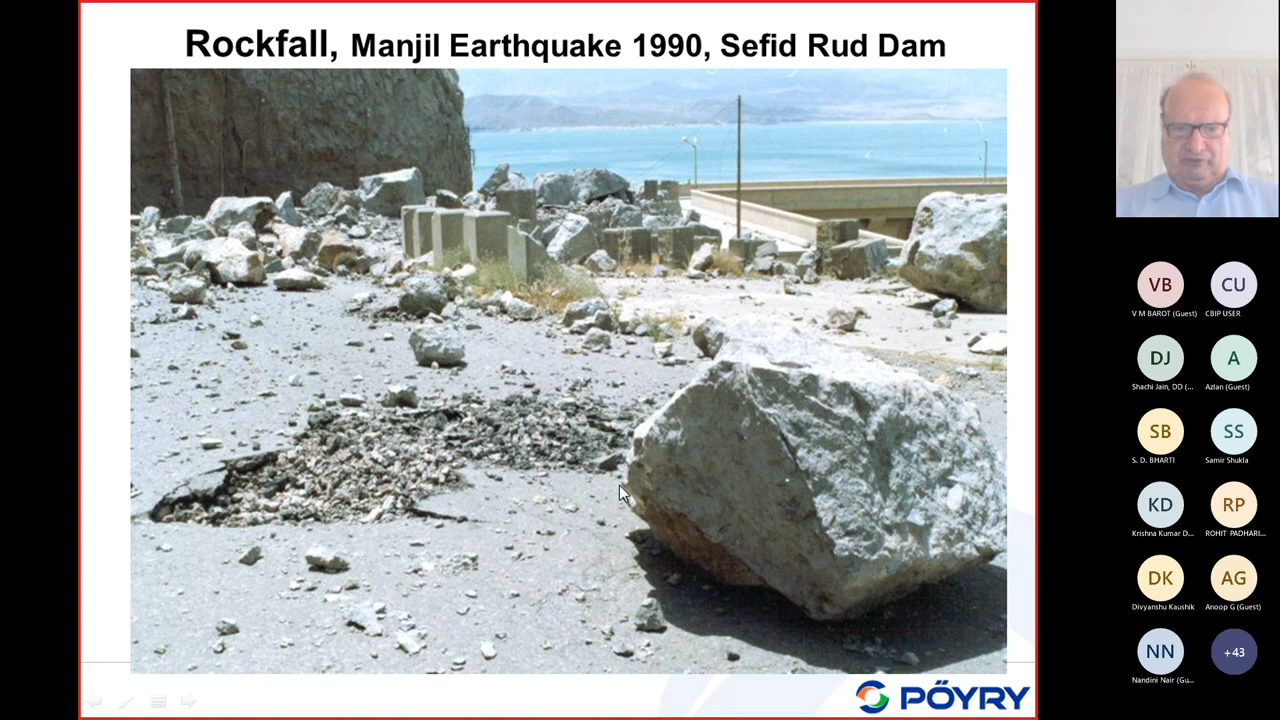 Rockfall, Manjil Earthquake 1990, Sefid Rud Dam
PÖYRY
VB
V M BAROT (Guest)
CU
CBIP USER
DJ
Shachi Jain, DD (...
A
Azlan (Guest)
SB
S. D. BHARTI
SS
Samir Shukla
KD
Krishna Kumar D...
RP
ROHIT PADHARI...
DK
Divyanshu Kaushik
AG
Anoop G (Guest)
NN
Nandini Nair (Gu...
+43